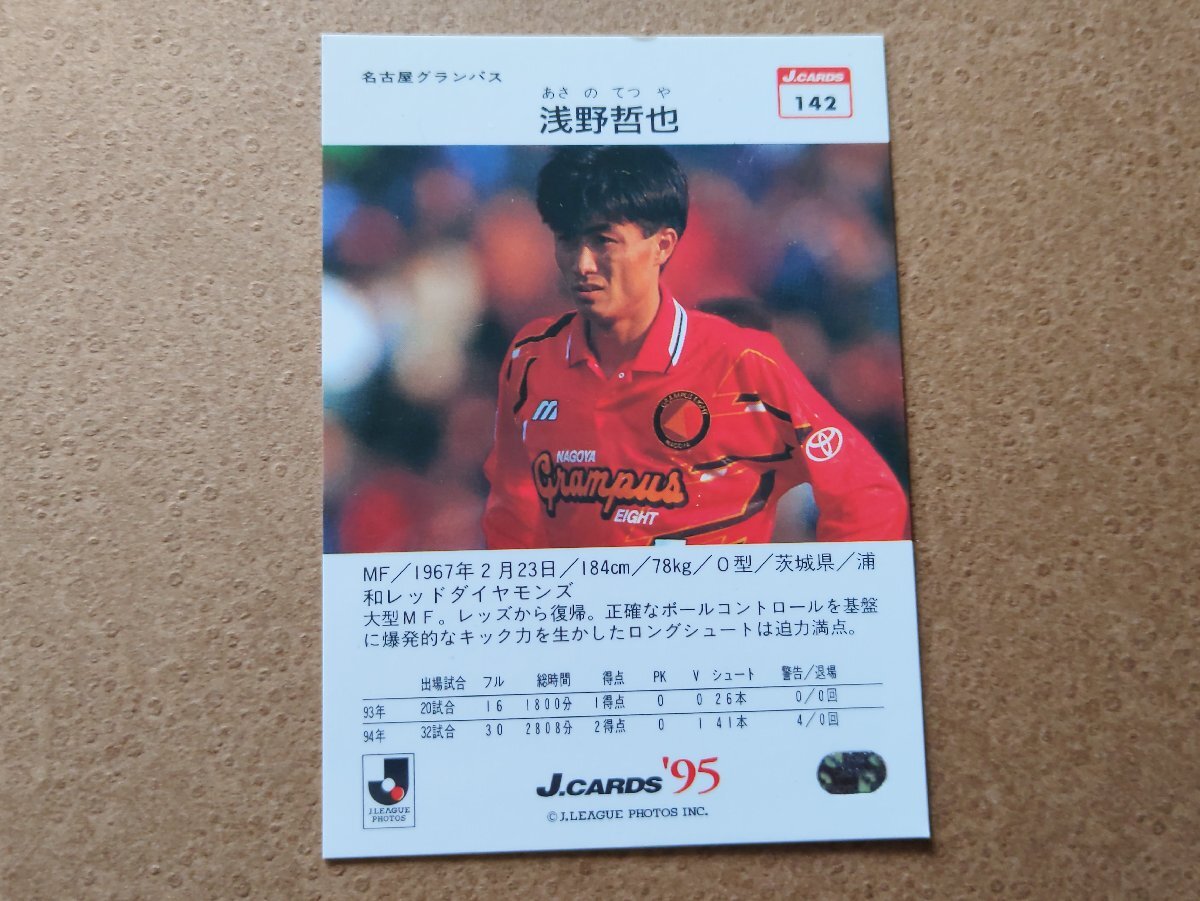 名古屋グランパス
あさ の てつ や
浅野哲也
J.CARDS
142
M
GRAMPUS EIGHT
NAGOYA
NAGOYA
Grampus
EIGHT
MF／1967年2月23日／184cm／78kg／O型／茨城県／浦
和レッドダイヤモンズ
大型MF。レッズから復帰。正確なボールコントロールを基盤
に爆発的なキック力を生かしたロングシュートは迫力満点。
出場試合 フル 総時間 得点 PK V シュート 警告／退場
93年 20試合 16 1800分 1得点 0 0 26本 0／0回
94年 32試合 30 2808分 2得点 0 1 41本 4／0回
J.LEAGUE
PHOTOS
J.CARDS '95
© J.LEAGUE PHOTOS INC.